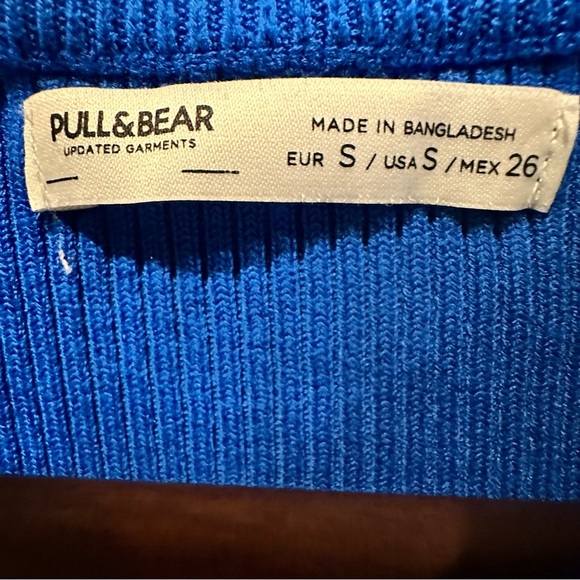 PULL&BEAR
UPDATED GARMENTS
MADE IN BANGLADESH
EUR S / USA S / MEX 26